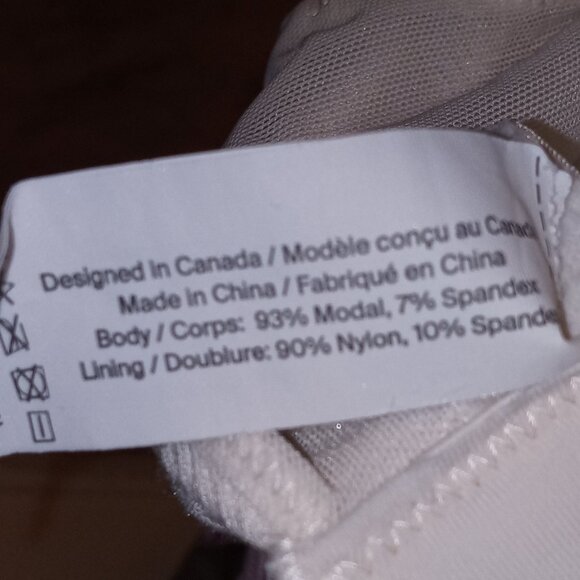 Designed in Canada / Modèle conçu au Canada
Made in China / Fabriqué en China
Body / Corps: 93% Modal, 7% Spandex
Lining / Doublure: 90% Nylon, 10% Spande